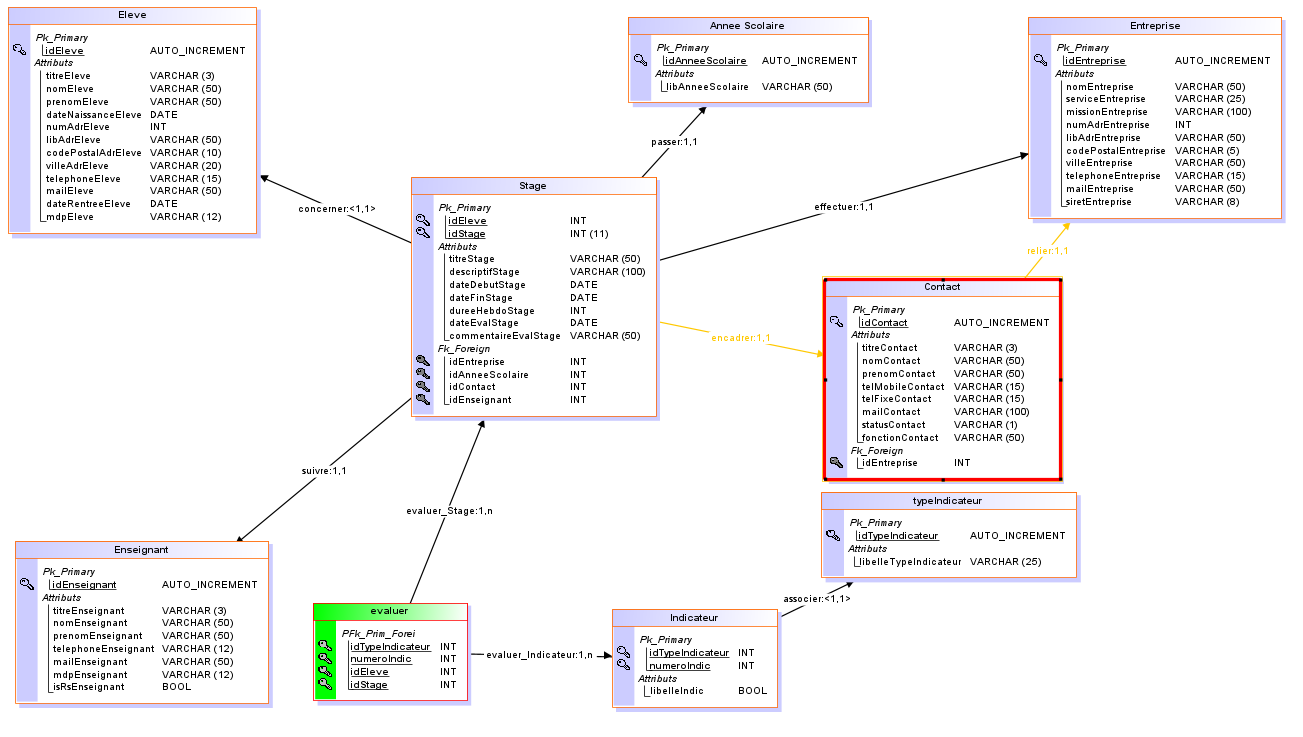 Eleve
Pk_Primary
idEleve AUTO_INCREMENT
Attributs
titreEleve VARCHAR (3)
nomEleve VARCHAR (50)
prenomEleve VARCHAR (50)
dateNaissanceEleve DATE
numAdrEleve INT
libAdrEleve VARCHAR (50)
codePostalAdrEleve VARCHAR (10)
villeAdrEleve VARCHAR (20)
telephoneEleve VARCHAR (15)
mailEleve VARCHAR (50)
dateRentreeEleve DATE
mdpEleve VARCHAR (12)
Annee Scolaire
Pk_Primary
idAnneeScolaire AUTO_INCREMENT
Attributs
libAnneeScolaire VARCHAR (50)
Entreprise
Pk_Primary
idEntreprise AUTO_INCREMENT
Attributs
nomEntreprise VARCHAR (50)
serviceEntreprise VARCHAR (25)
missionEntreprise VARCHAR (100)
numAdrEntreprise INT
libAdrEntreprise VARCHAR (50)
codePostalEntreprise VARCHAR (5)
villeEntreprise VARCHAR (50)
telephoneEntreprise VARCHAR (15)
mailEntreprise VARCHAR (50)
siretEntreprise VARCHAR (8)
passer:1,1
concerner:<1,1>
effectuer:1,1
relier:1,1
encadrer:1,1
Stage
Pk_Primary
idEleve INT
idStage INT (11)
Attributs
titreStage VARCHAR (50)
descriptifStage VARCHAR (100)
dateDebutStage DATE
dateFinStage DATE
dureeHebdoStage INT
dateEvalStage DATE
commentaireEvalStage VARCHAR (50)
Fk_Foreign
idEntreprise INT
idAnneeScolaire INT
idContact INT
idEnseignant INT
Contact
Pk_Primary
idContact AUTO_INCREMENT
Attributs
titreContact VARCHAR (3)
nomContact VARCHAR (50)
prenomContact VARCHAR (50)
telMobileContact VARCHAR (15)
telFixeContact VARCHAR (15)
mailContact VARCHAR (100)
statusContact VARCHAR (1)
fonctionContact VARCHAR (50)
Fk_Foreign
idEntreprise INT
suivre:1,1
evaluer_Stage:1,n
typeIndicateur
Pk_Primary
idTypeIndicateur AUTO_INCREMENT
Attributs
libelleTypeIndicateur VARCHAR (25)
Enseignant
Pk_Primary
idEnseignant AUTO_INCREMENT
Attributs
titreEnseignant VARCHAR (3)
nomEnseignant VARCHAR (50)
prenomEnseignant VARCHAR (50)
telephoneEnseignant VARCHAR (12)
mailEnseignant VARCHAR (50)
mdpEnseignant VARCHAR (12)
isRsEnseignant BOOL
evaluer
PFk_Prim_Forei
idTypeIndicateur INT
numeroIndic INT
idEleve INT
idStage INT
evaluer_Indicateur:1,n
associer:<1,1>
Indicateur
Pk_Primary
idTypeIndicateur INT
numeroIndic INT
Attributs
libelleIndic BOOL